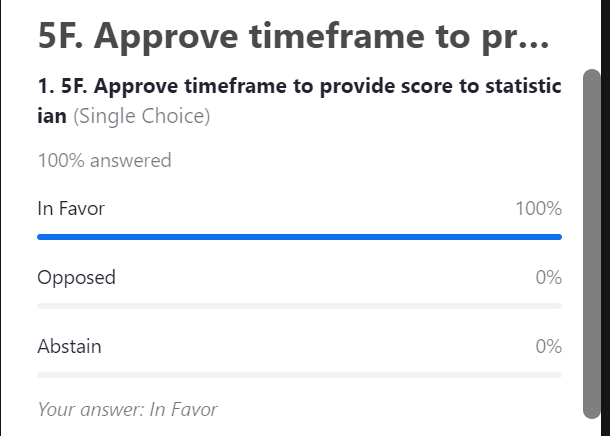 5F. Approve timeframe to pr...
1. 5F. Approve timeframe to provide score to statistic
ian (Single Choice)
100% answered
In Favor 100%
Opposed 0%
Abstain 0%
Your answer: In Favor